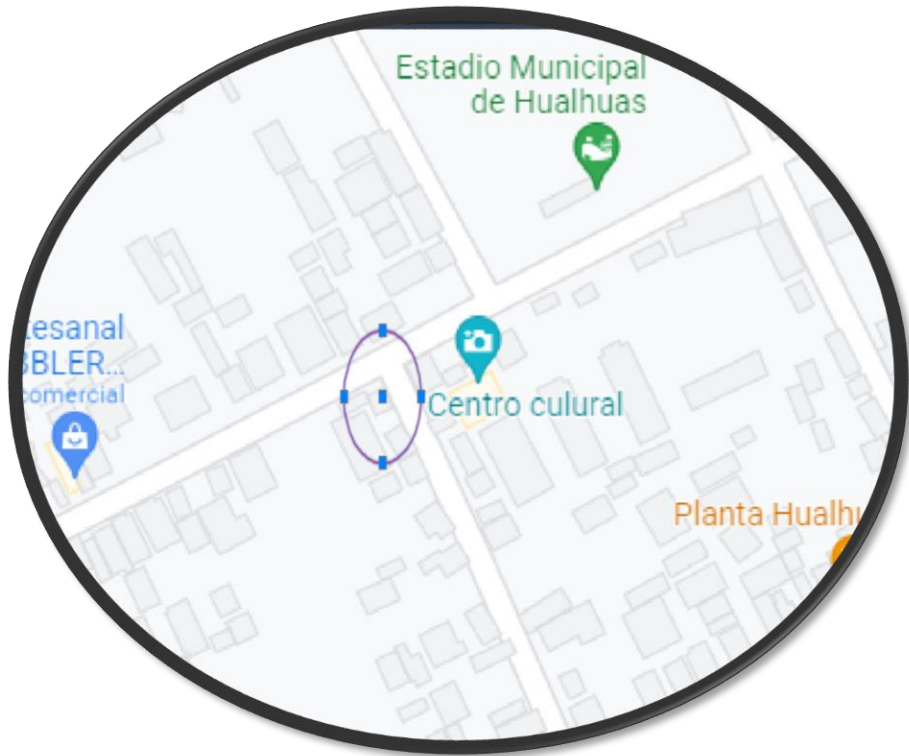 Estadio Municipal
de Hualhuas
tesanal
BBLER...
comercial
Centro culural
Planta Hualhu